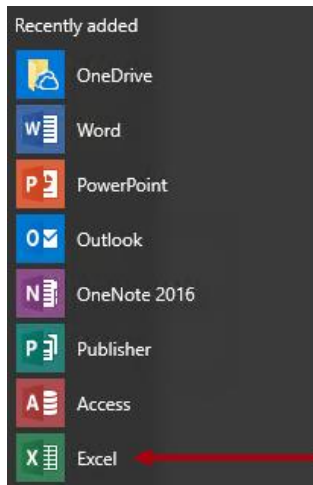 Recently added
OneDrive
W Word
P PowerPoint
O Outlook
N OneNote 2016
P Publisher
A Access
X Excel